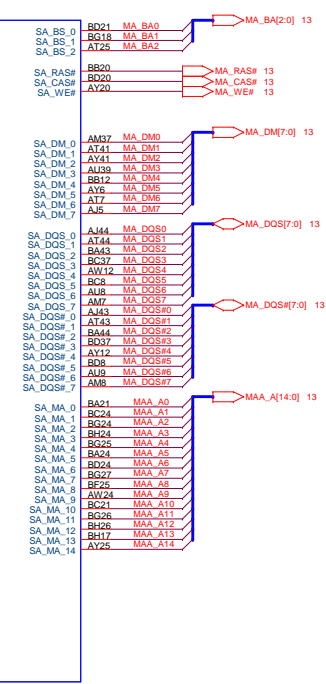 MA_BA[2:0] 13
SA_BS_0 BD21 MA_BA0
SA_BS_1 BG18 MA_BA1
SA_BS_2 AT25 MA_BA2
SA_RAS# BB20 MA_RAS# 13
SA_CAS# BD20 MA_CAS# 13
SA_WE# AY20 MA_WE# 13
MA_DM[7:0] 13
SA_DM_0 AM37 MA_DM0
SA_DM_1 AT41 MA_DM1
SA_DM_2 AY41 MA_DM2
SA_DM_3 AU39 MA_DM3
SA_DM_4 BB12 MA_DM4
SA_DM_5 AY6 MA_DM5
SA_DM_6 AT7 MA_DM6
SA_DM_7 AJ5 MA_DM7
MA_DQS[7:0] 13
SA_DQS_0 AJ44 MA_DQS0
SA_DQS_1 AT44 MA_DQS1
SA_DQS_2 BA43 MA_DQS2
SA_DQS_3 BC37 MA_DQS3
SA_DQS_4 AW12 MA_DQS4
SA_DQS_5 BC8 MA_DQS5
SA_DQS_6 AU8 MA_DQS6
SA_DQS_7 AM7 MA_DQS7
MA_DQS#[7:0] 13
SA_DQS#_0 AJ43 MA_DQS#0
SA_DQS#_1 AT43 MA_DQS#1
SA_DQS#_2 BA44 MA_DQS#2
SA_DQS#_3 BD37 MA_DQS#3
SA_DQS#_4 AY12 MA_DQS#4
SA_DQS#_5 BD8 MA_DQS#5
SA_DQS#_6 AU9 MA_DQS#6
SA_DQS#_7 AM8 MA_DQS#7
MAA_A[14:0] 13
SA_MA_0 BA21 MAA_A0
SA_MA_1 BC24 MAA_A1
SA_MA_2 BG24 MAA_A2
SA_MA_3 BH24 MAA_A3
SA_MA_4 BG25 MAA_A4
SA_MA_5 BA24 MAA_A5
SA_MA_6 BD24 MAA_A6
SA_MA_7 BG27 MAA_A7
SA_MA_8 BF25 MAA_A8
SA_MA_9 AW24 MAA_A9
SA_MA_10 BC21 MAA_A10
SA_MA_11 BG26 MAA_A11
SA_MA_12 BH26 MAA_A12
SA_MA_13 BH17 MAA_A13
SA_MA_14 AY25 MAA_A14